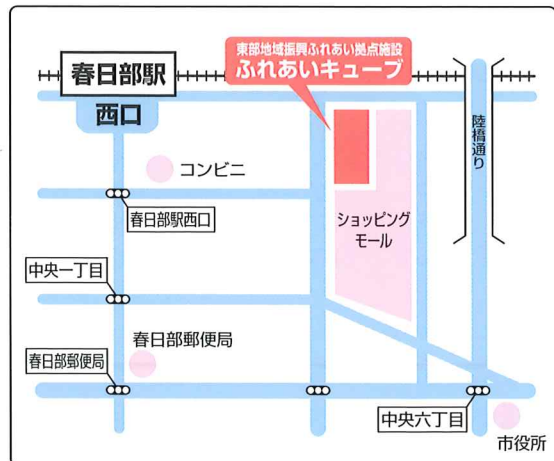 東部地域振興ふれあい拠点施設
ふれあいキューブ
春日部駅
西口
陸橋通り
コンビニ
春日部駅西口
ショッピング
モール
中央一丁目
春日部郵便局
春日部郵便局
中央六丁目
市役所